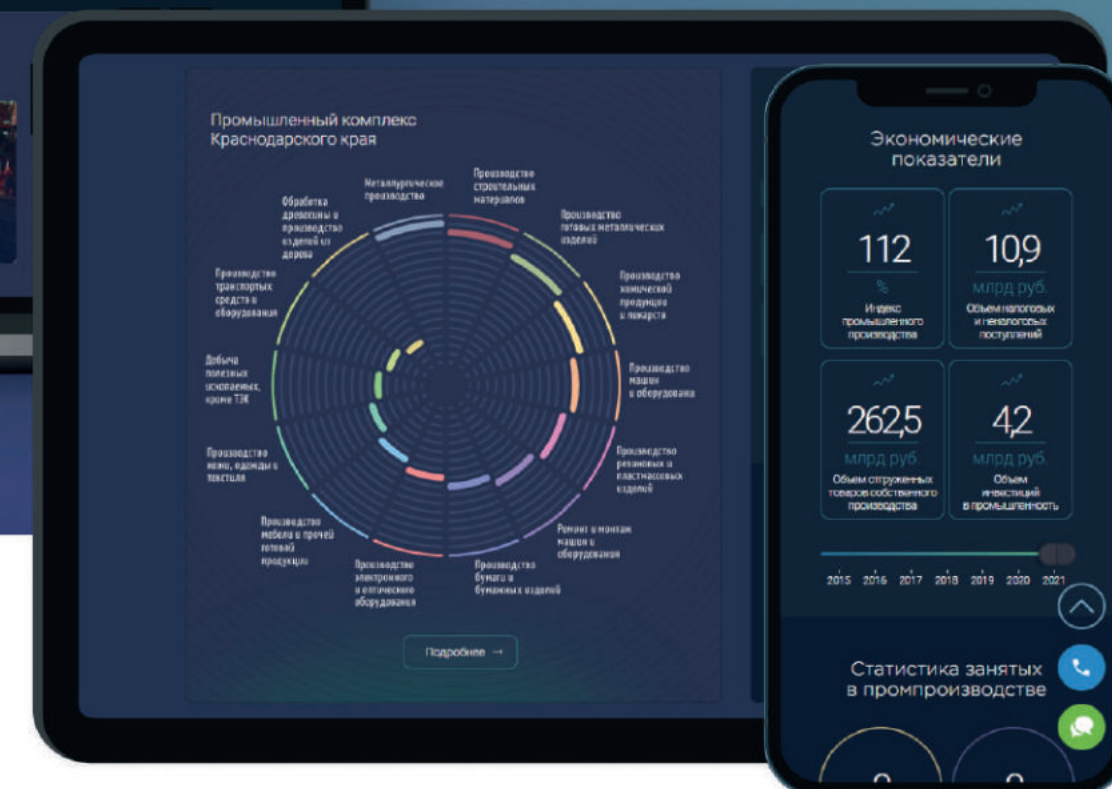 Промышленный комплекс
Краснодарского края
Металлургическое
производство
Производство
строительных
материалов
Производство
готовых металлических
изделий
Производство
химической
продукции
и лекарств
Производство
машин
и оборудования
Производство
резиновых и
пластмассовых
изделий
Ремонт и монтаж
машин и
оборудования
Производство
бумаги и
бумажных изделий
Производство
электронного
и оптического
оборудования
Производство
мебели и прочей
готовой
продукции
Производство
кожи, одежды и
текстиля
Добыча
полезных
ископаемых,
кроме ТЭК
Производство
транспортых
средств и
оборудования
Обработка
древесины и
производство
изделий из
дерева
Подробнее →
Экономические
показатели
112
%
Индекс
промышленного
производства
10,9
млрд руб.
Объем налоговых
и неналоговых
поступлений
262,5
млрд руб.
Объем отгруженных
товаров собственного
производства
4,2
млрд руб.
Объем
инвестиций
в промышленность
2015 2016 2017 2018 2019 2020 2021
Статистика занятых
в промпроизводстве